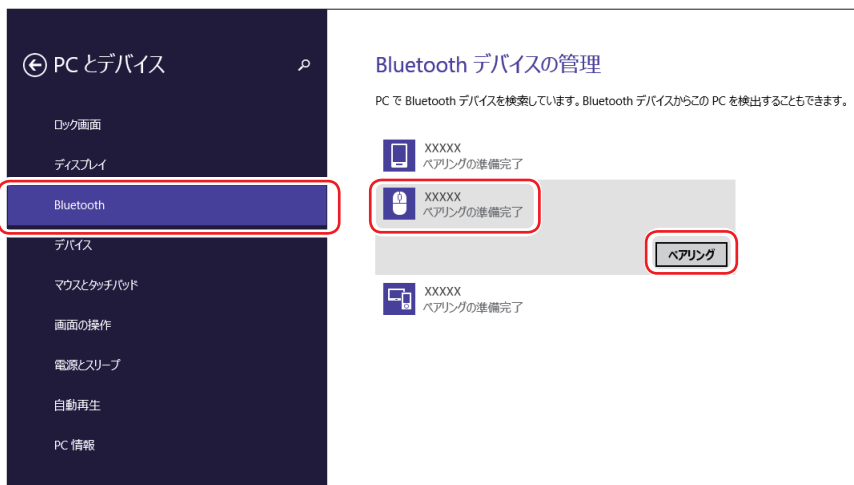 PC とデバイス
ロック画面
ディスプレイ
Bluetooth
デバイス
マウスとタッチパッド
画面の操作
電源とスリープ
自動再生
PC 情報
Bluetooth デバイスの管理
PC で Bluetooth デバイスを検索しています。Bluetooth デバイスからこの PC を検出することもできます。
XXXXX
ペアリングの準備完了
XXXXX
ペアリングの準備完了
ペアリング
XXXXX
ペアリングの準備完了